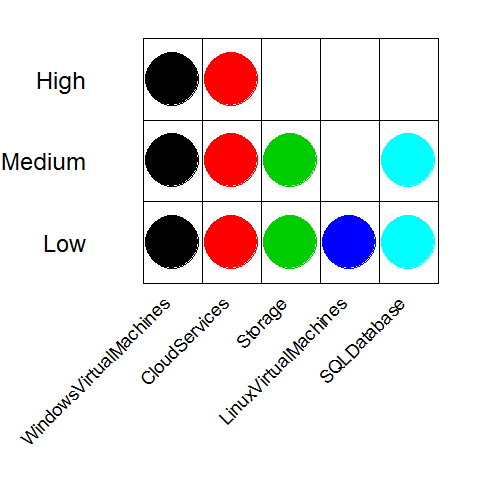 High
Medium
Low
WindowsVirtualMachines
CloudServices
Storage
LinuxVirtualMachines
SQLDatabase